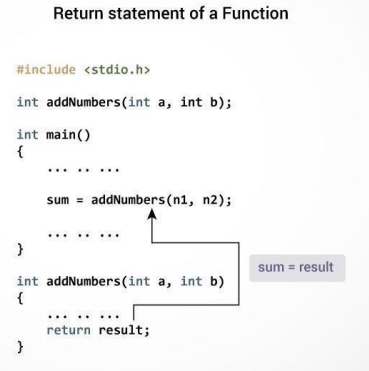 Return statement of a Function
#include <stdio.h>
int addNumbers(int a, int b);
int main()
{
... .. ...
sum = addNumbers(n1, n2);
... .. ...
}
sum = result
int addNumbers(int a, int b)
{
... .. ...
return result;
}